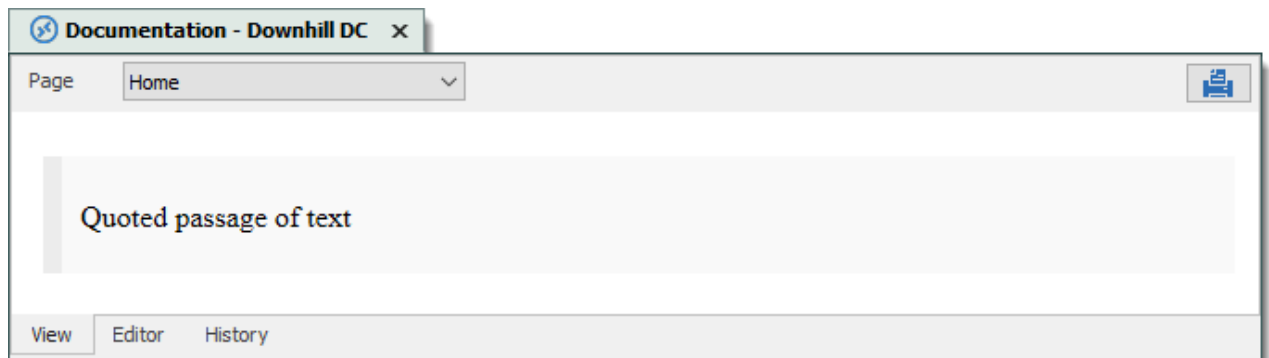 Documentation - Downhill DC x
Page Home
Quoted passage of text
View Editor History